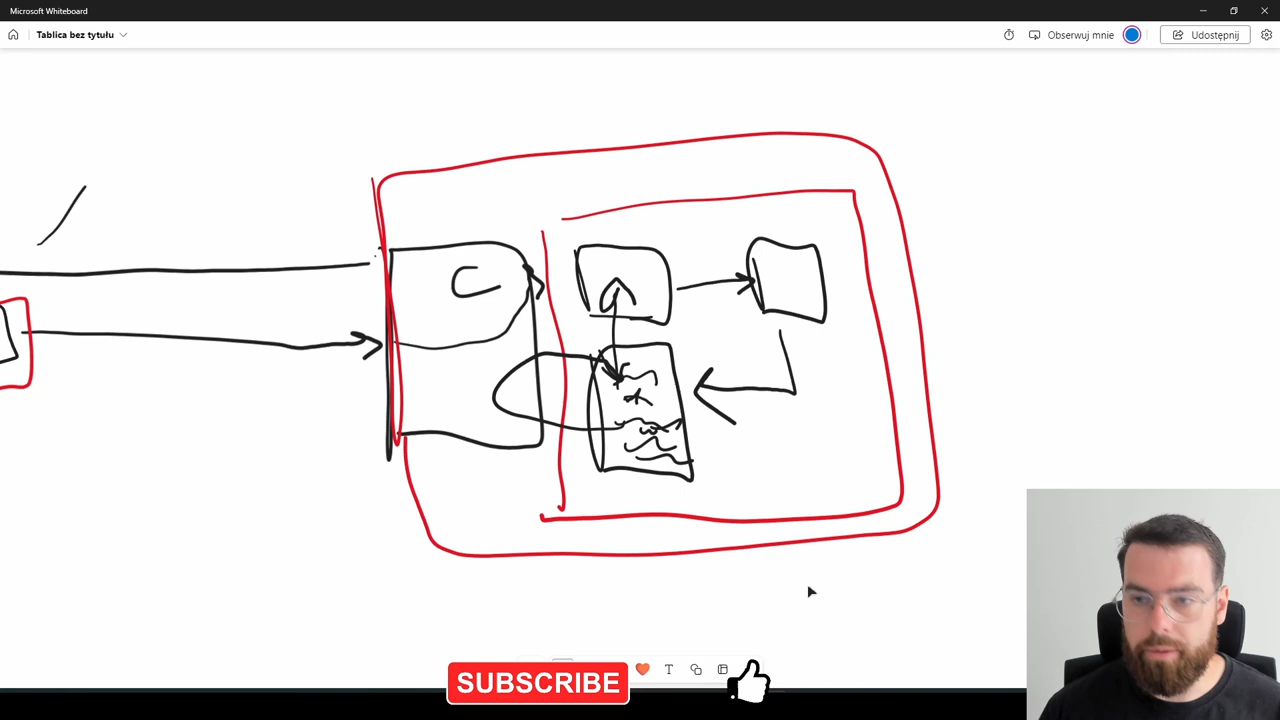 Microsoft Whiteboard
Tablica bez tytułu
Obserwuj mnie
Udostępnij
C
T
SUBSCRIBE